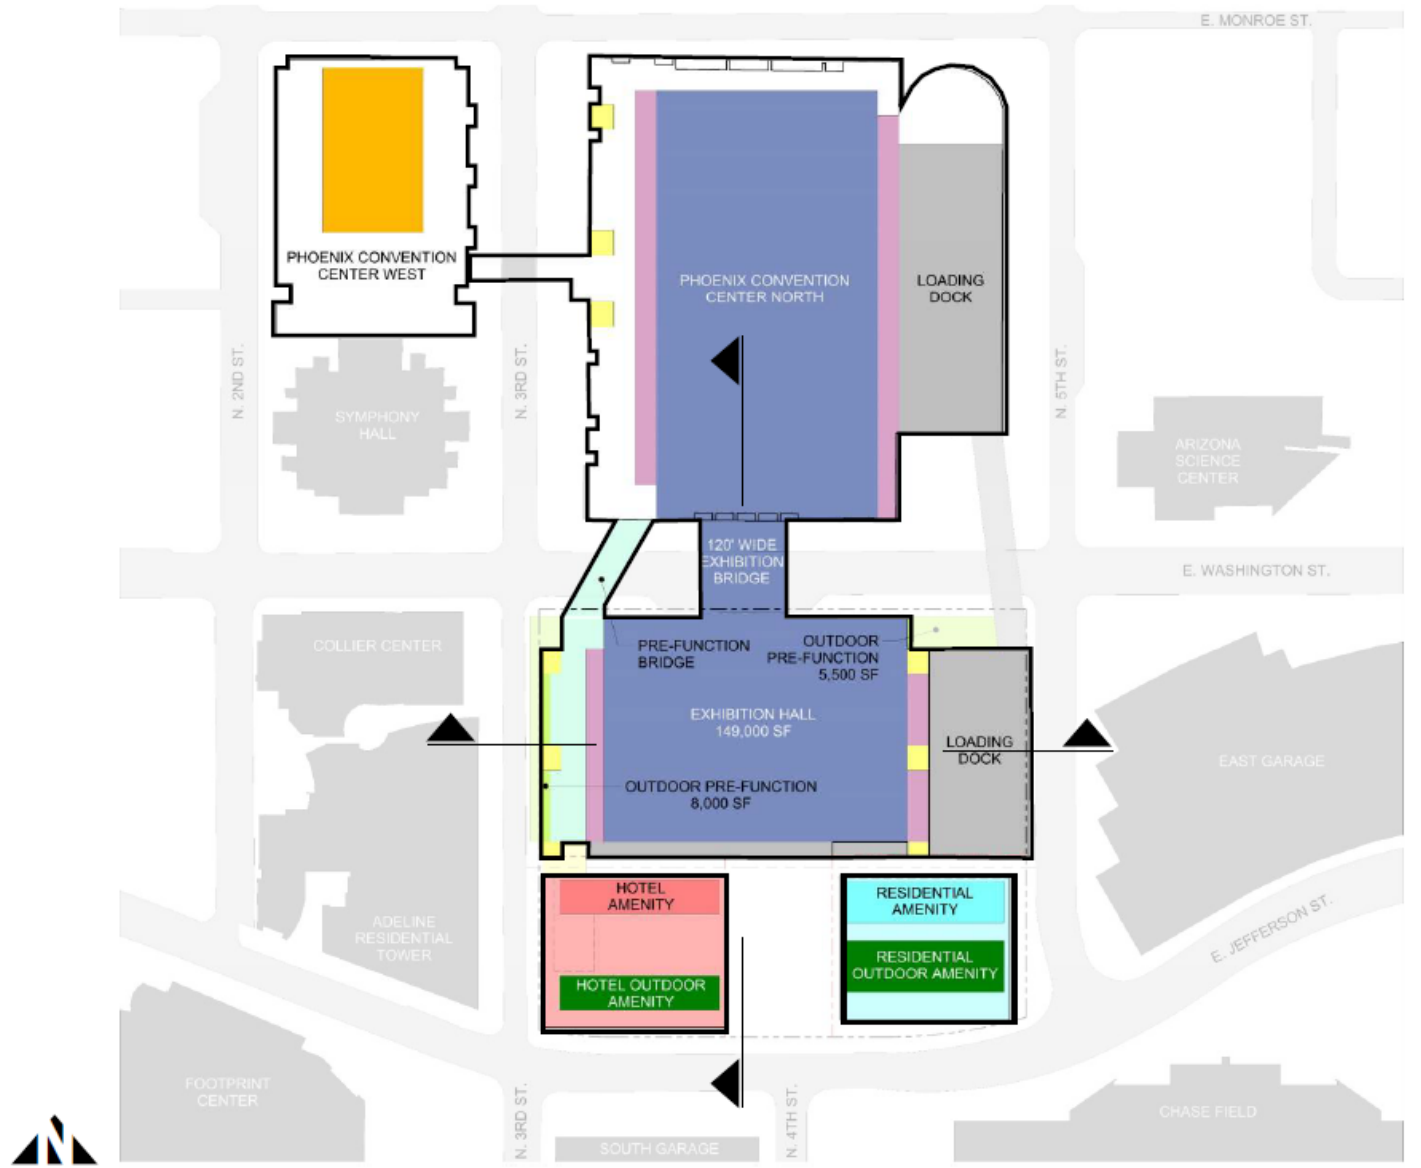 E. MONROE ST.
PHOENIX CONVENTION
CENTER WEST
PHOENIX CONVENTION
CENTER NORTH
LOADING
DOCK
N. 2ND ST.
N. 3RD ST.
N. 5TH ST.
SYMPHONY
HALL
ARIZONA
SCIENCE
CENTER
120' WIDE
EXHIBITION
BRIDGE
E. WASHINGTON ST.
COLLIER CENTER
PRE-FUNCTION
BRIDGE
OUTDOOR
PRE-FUNCTION
5,500 SF
EXHIBITION HALL
149,000 SF
LOADING
DOCK
EAST GARAGE
OUTDOOR PRE-FUNCTION
8,000 SF
HOTEL
AMENITY
RESIDENTIAL
AMENITY
ADELINE
RESIDENTIAL
TOWER
E. JEFFERSON ST.
RESIDENTIAL
OUTDOOR AMENITY
HOTEL OUTDOOR
AMENITY
FOOTPRINT
CENTER
N. 3RD ST.
N. 4TH ST.
CHASE FIELD
SOUTH GARAGE
N